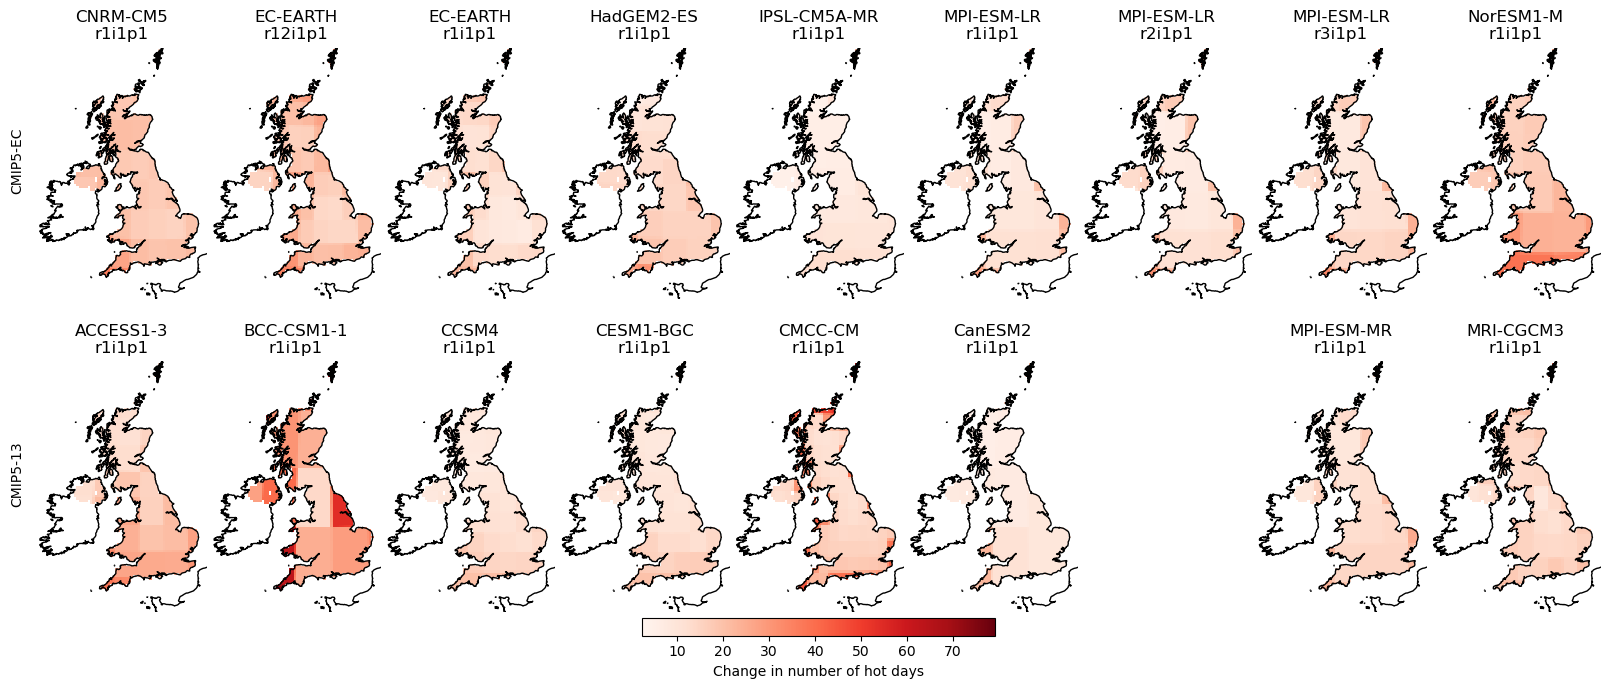 CNRM-CM5
r1i1p1
EC-EARTH
r12i1p1
EC-EARTH
r1i1p1
HadGEM2-ES
r1i1p1
IPSL-CM5A-MR
r1i1p1
MPI-ESM-LR
r1i1p1
MPI-ESM-LR
r2i1p1
MPI-ESM-LR
r3i1p1
NorESM1-M
r1i1p1
CMIP5-EC
ACCESS1-3
r1i1p1
BCC-CSM1-1
r1i1p1
CCSM4
r1i1p1
CESM1-BGC
r1i1p1
CMCC-CM
r1i1p1
CanESM2
r1i1p1
MPI-ESM-MR
r1i1p1
MRI-CGCM3
r1i1p1
CMIP5-13
10 20 30 40 50 60 70
Change in number of hot days